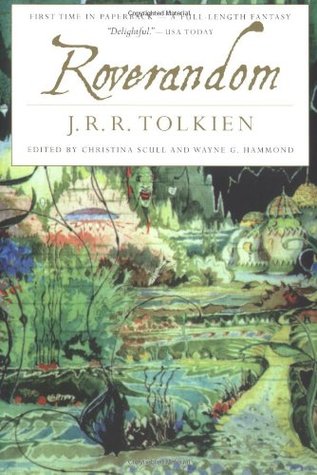 FIRST TIME IN PAPERBACK — A FULL-LENGTH FANTASY
"Delightful." — USA TODAY
Roverandom
J.R.R. TOLKIEN
EDITED BY CHRISTINA SCULL AND WAYNE G. HAMMOND